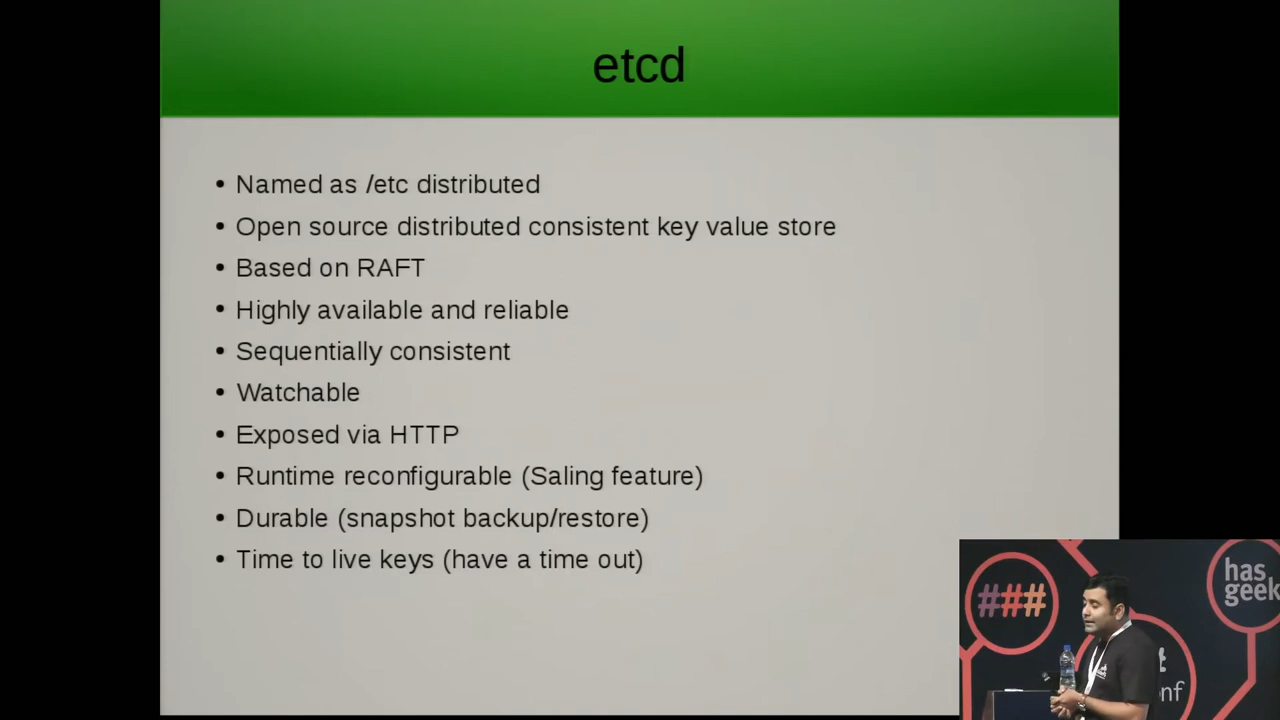 etcd
• Named as /etc distributed
• Open source distributed consistent key value store
• Based on RAFT
• Highly available and reliable
• Sequentially consistent
• Watchable
• Exposed via HTTP
• Runtime reconfigurable (Saling feature)
• Durable (snapshot backup/restore)
• Time to live keys (have a time out)
###
has
geek